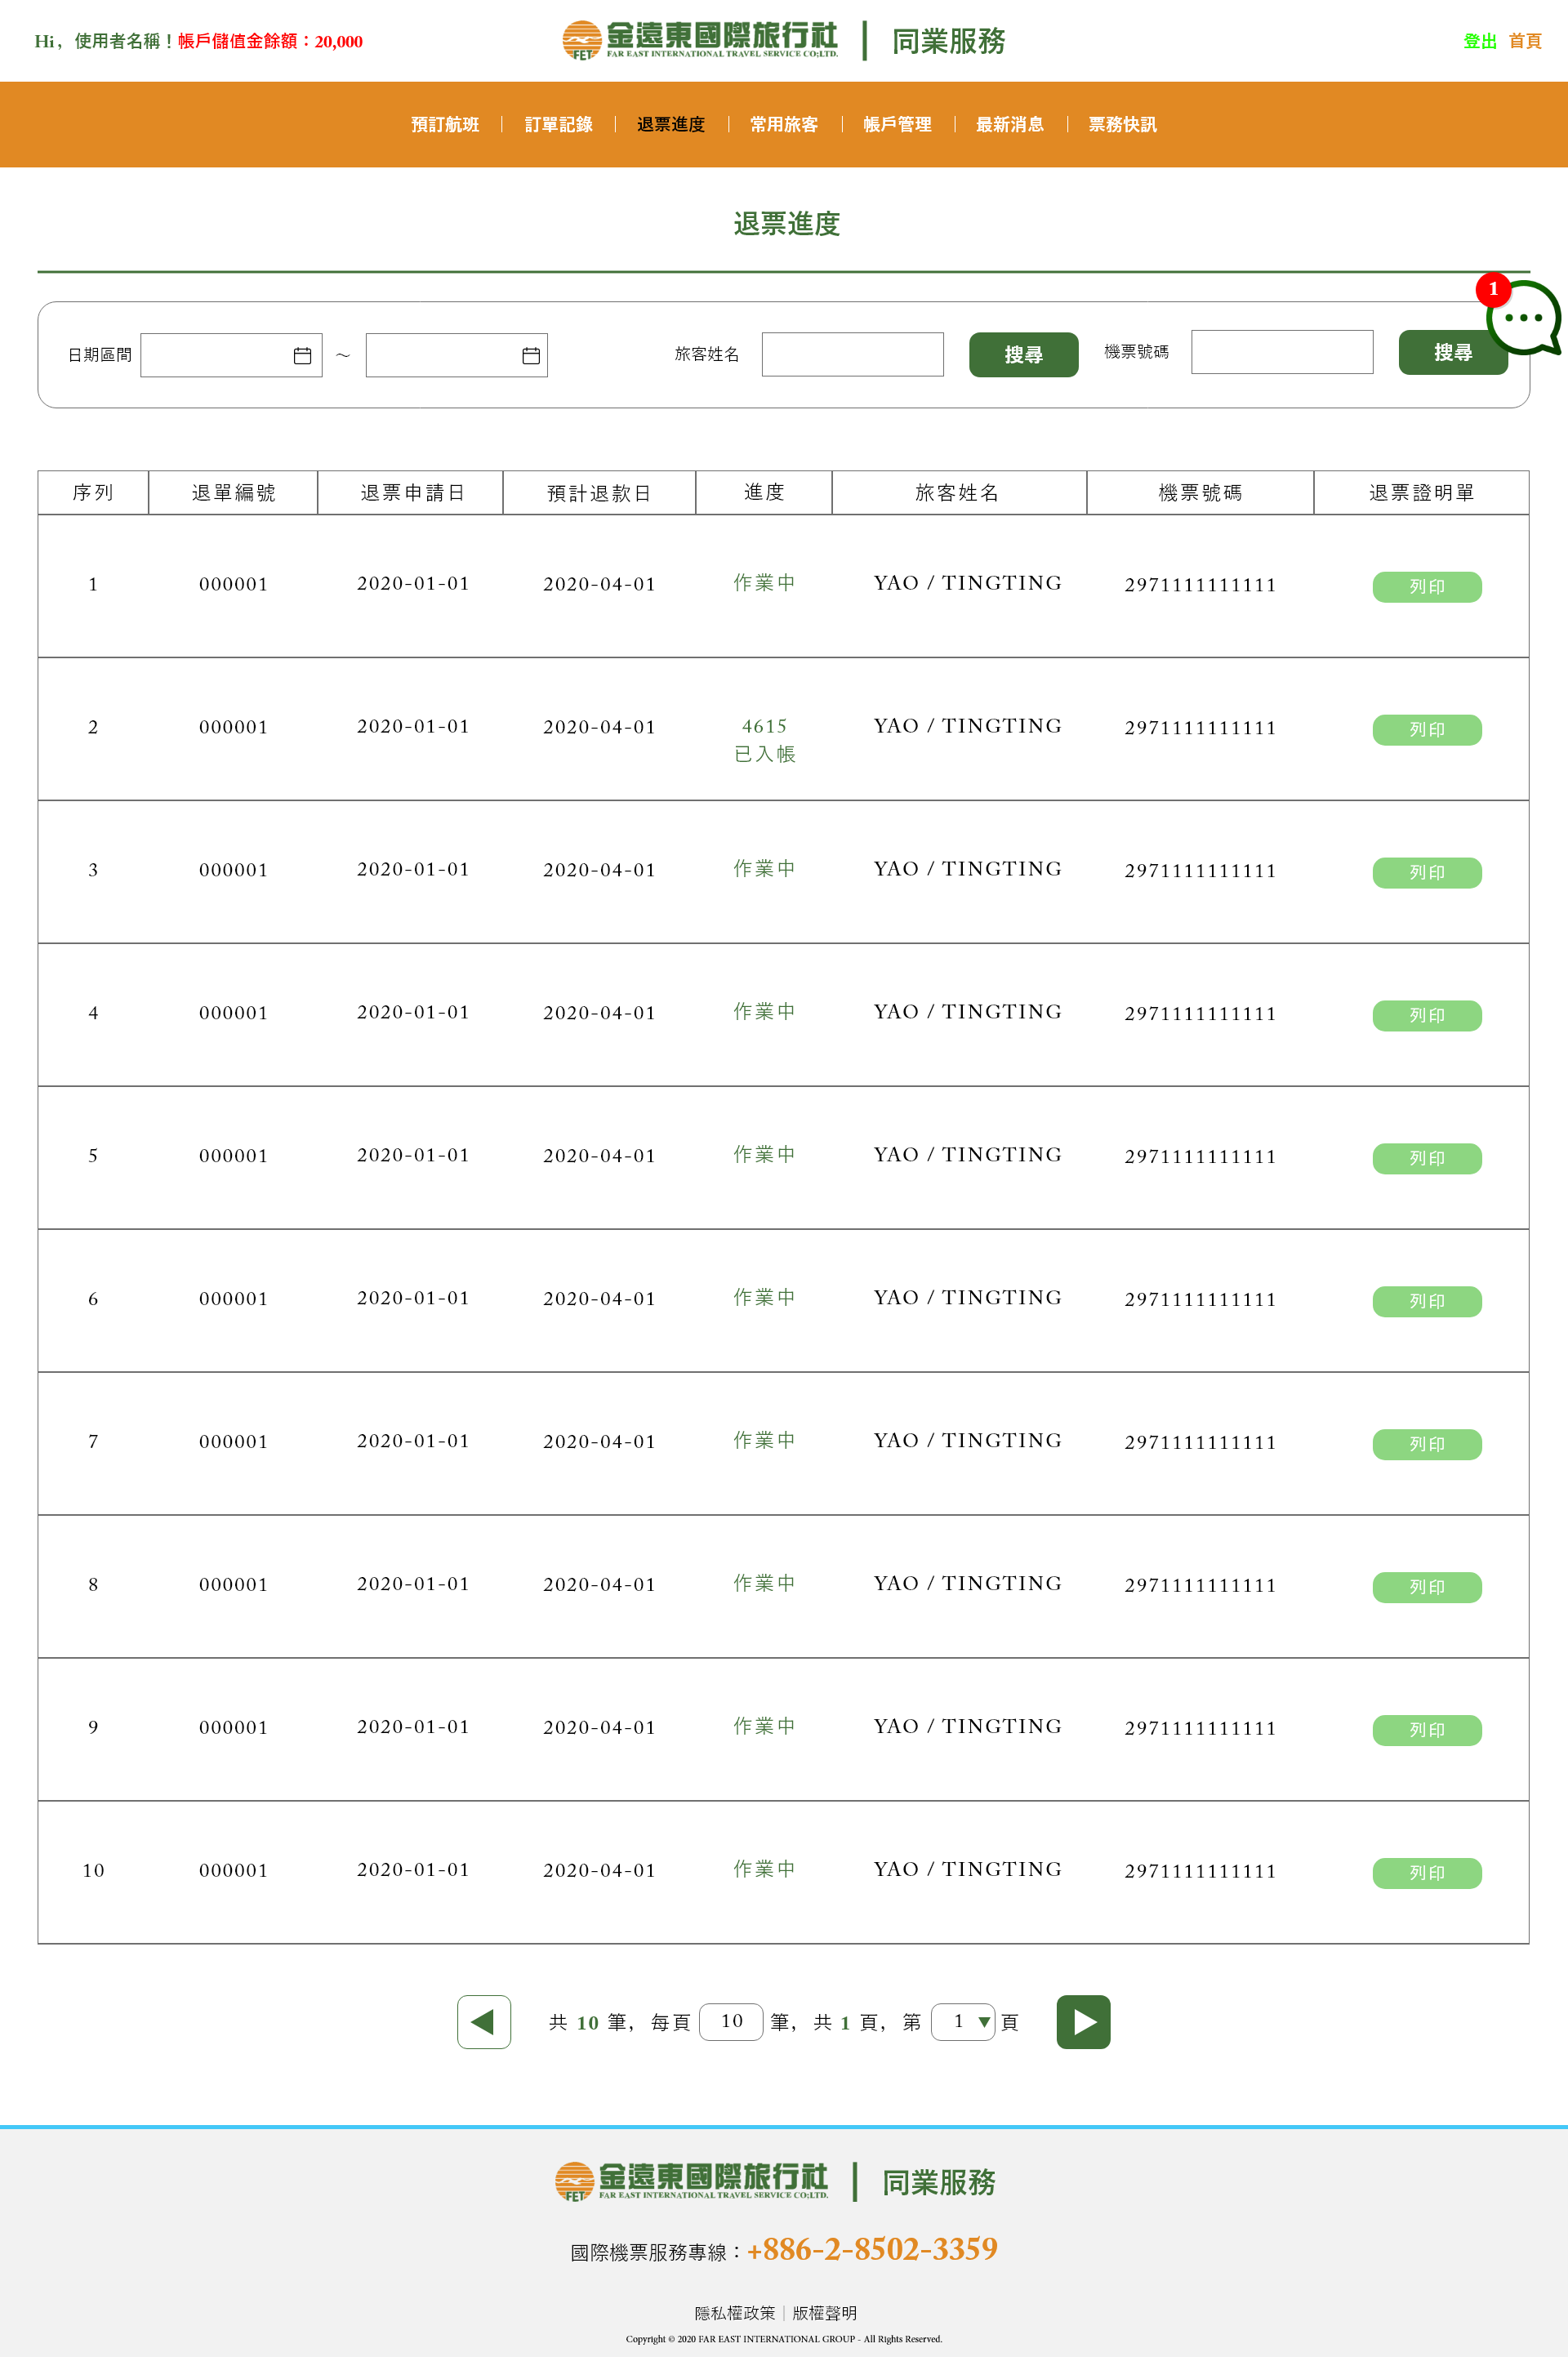 Hi，使用者名稱！帳戶儲值金餘額：20,000
金遠東國際旅行社
FET
FAR EAST INTERNATIONAL TRAVEL SERVICE CO;LTD.
同業服務
登出 首頁
預訂航班 訂單記錄 退票進度 常用旅客 帳戶管理 最新消息 票務快訊
退票進度
1
日期區間 ～ 旅客姓名 搜尋 機票號碼 搜尋
序列 退單編號 退票申請日 預計退款日 進度 旅客姓名 機票號碼 退票證明單
1 000001 2020-01-01 2020-04-01 作業中 YAO / TINGTING 2971111111111 列印
2 000001 2020-01-01 2020-04-01 4615 YAO / TINGTING 2971111111111 列印
已入帳
3 000001 2020-01-01 2020-04-01 作業中 YAO / TINGTING 2971111111111 列印
4 000001 2020-01-01 2020-04-01 作業中 YAO / TINGTING 2971111111111 列印
5 000001 2020-01-01 2020-04-01 作業中 YAO / TINGTING 2971111111111 列印
6 000001 2020-01-01 2020-04-01 作業中 YAO / TINGTING 2971111111111 列印
7 000001 2020-01-01 2020-04-01 作業中 YAO / TINGTING 2971111111111 列印
8 000001 2020-01-01 2020-04-01 作業中 YAO / TINGTING 2971111111111 列印
9 000001 2020-01-01 2020-04-01 作業中 YAO / TINGTING 2971111111111 列印
10 000001 2020-01-01 2020-04-01 作業中 YAO / TINGTING 2971111111111 列印
共 10 筆，每頁 10 筆，共 1 頁，第 1 頁
金遠東國際旅行社
FET
FAR EAST INTERNATIONAL TRAVEL SERVICE CO;LTD.
同業服務
國際機票服務專線：+886-2-8502-3359
隱私權政策｜版權聲明
Copyright © 2020 FAR EAST INTERNATIONAL GROUP - All Rights Reserved.